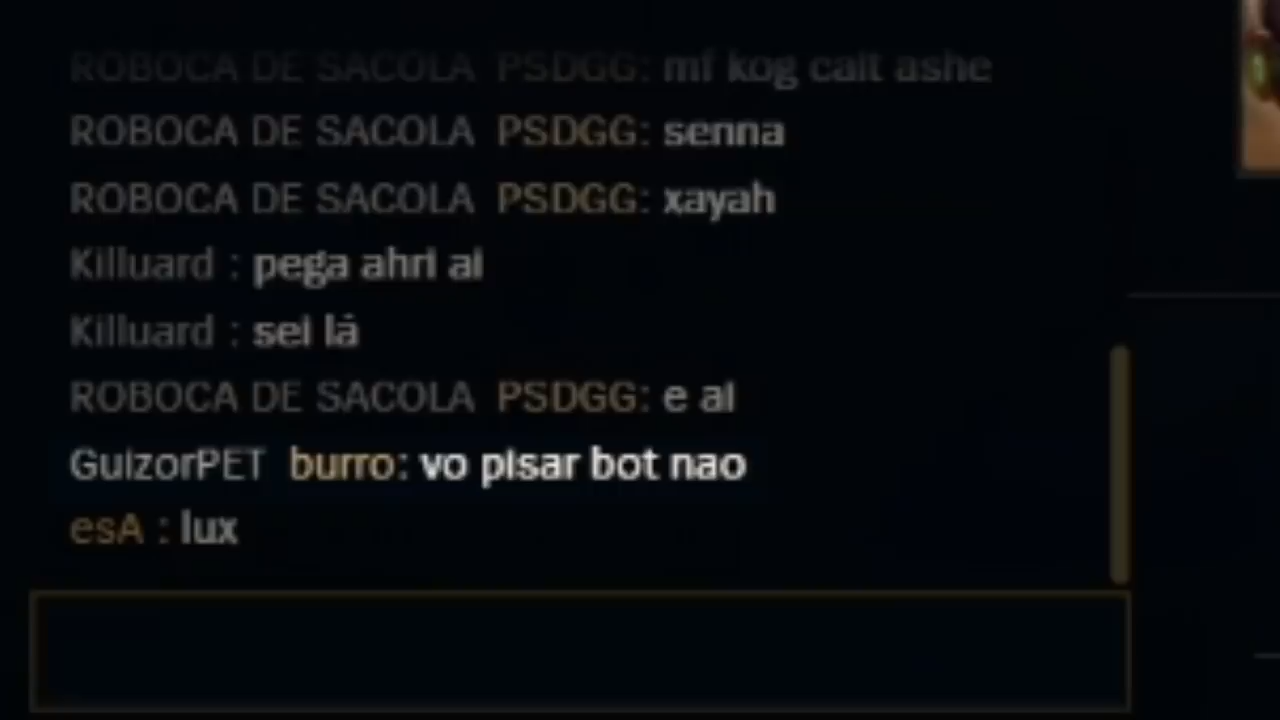 ROBOCA DE SACOLA PSDGG: mf kog cait ashe
ROBOCA DE SACOLA PSDGG: senna
ROBOCA DE SACOLA PSDGG: xayah
Killuard : pega ahri ai
Killuard : sei lá
ROBOCA DE SACOLA PSDGG: e ai
GuizorPET burro: vo pisar bot nao
esA : lux